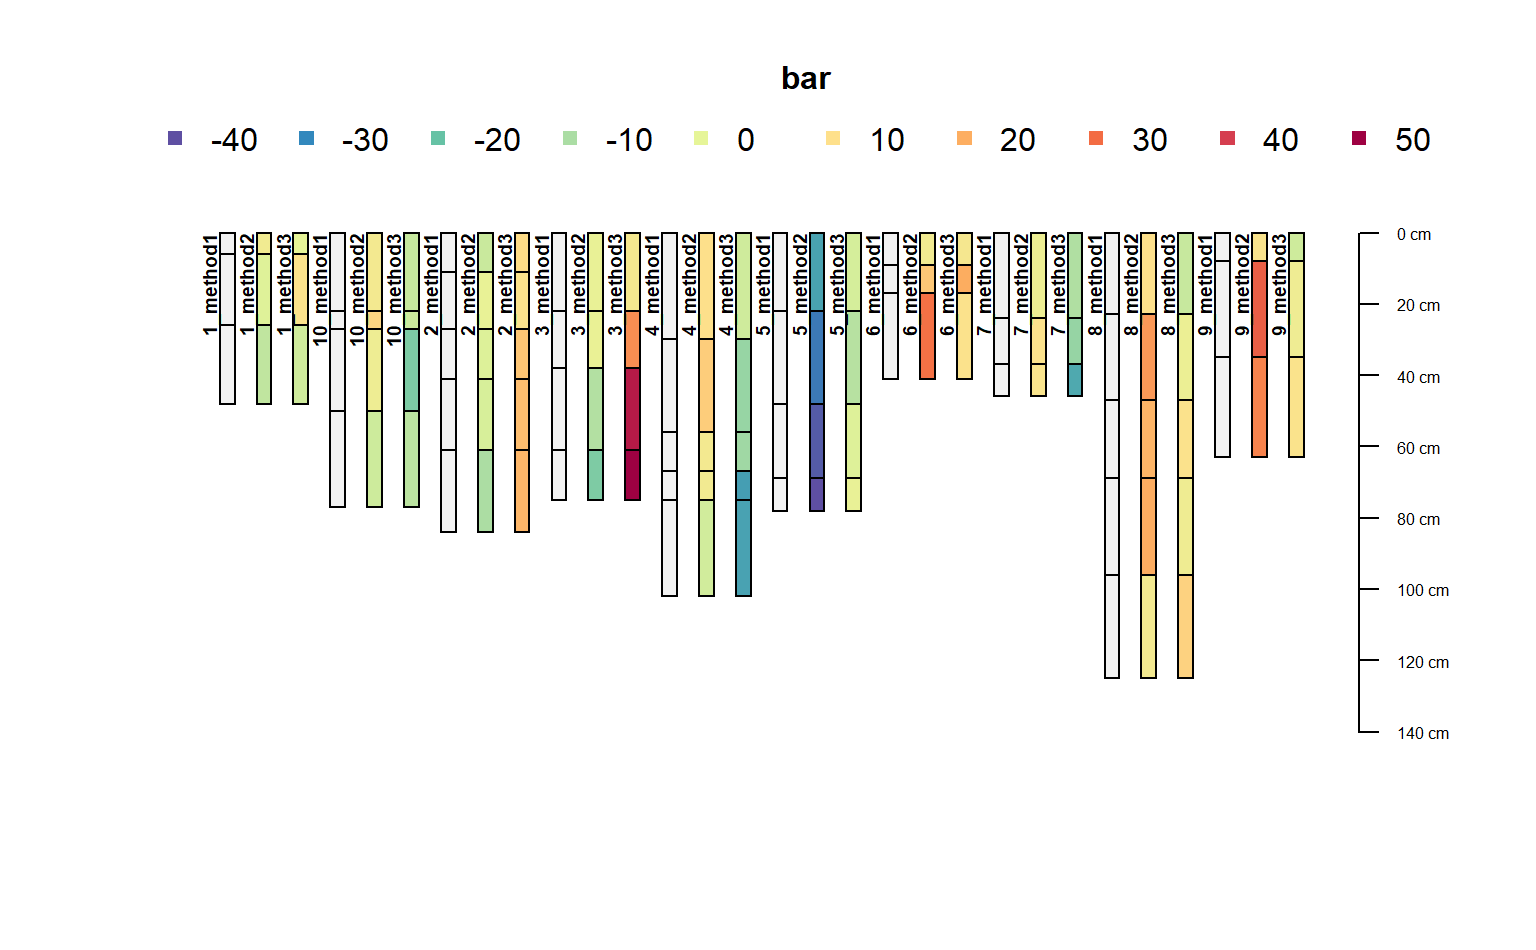 bar
-40 -30 -20 -10 0 10 20 30 40 50
1 method1
1 method2
1 method3
10 method1
10 method2
10 method3
2 method1
2 method2
2 method3
3 method1
3 method2
3 method3
4 method1
4 method2
4 method3
5 method1
5 method2
5 method3
6 method1
6 method2
6 method3
7 method1
7 method2
7 method3
8 method1
8 method2
8 method3
9 method1
9 method2
9 method3
0 cm
20 cm
40 cm
60 cm
80 cm
100 cm
120 cm
140 cm